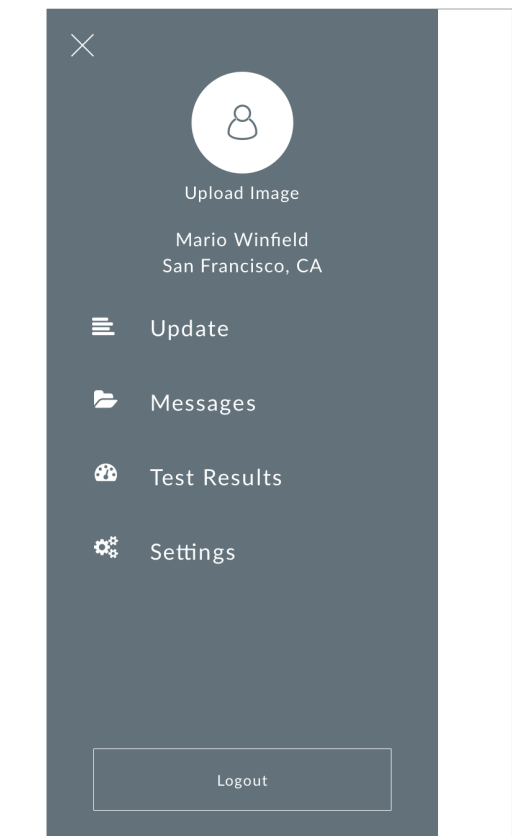 Upload Image
Mario Winfield
San Francisco, CA
Update
Messages
Test Results
Settings
Logout